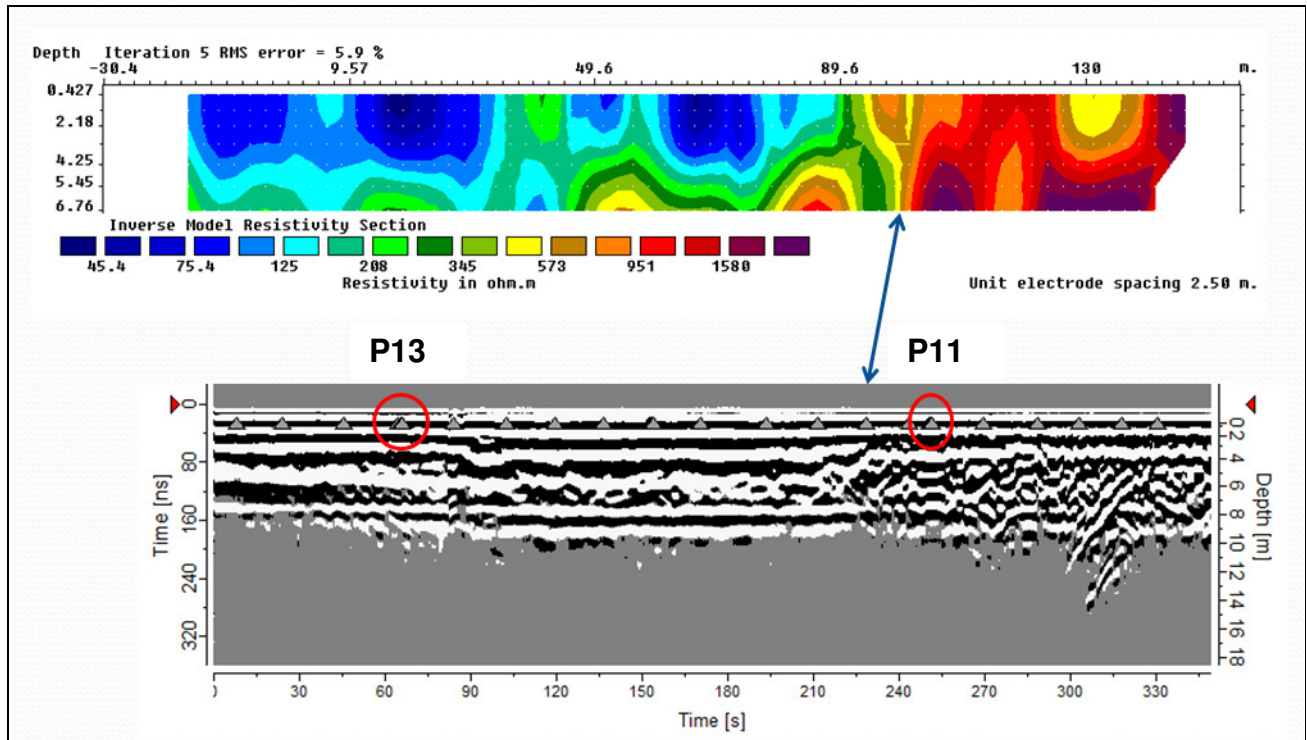 Depth Iteration 5 RMS error = 5.9 %
-30.4 9.57 49.6 89.6 130 m.
0.427
2.18
4.25
5.45
6.76
Inverse Model Resistivity Section
45.4 75.4 125 208 345 573 951 1580
Resistivity in ohm.m
Unit electrode spacing 2.50 m.
P13 P11
0
80
160
240
320
Time [ns]
0 2 4 6 8 10 12 14 16 18
Depth [m]
0 30 60 90 120 150 180 210 240 270 300 330
Time [s]